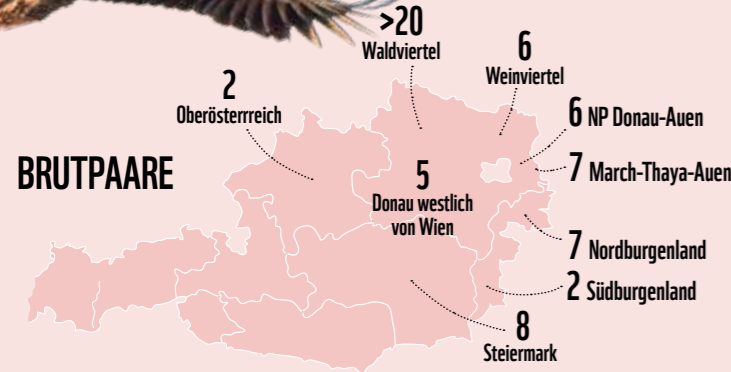 >20
Waldviertel
6
Weinviertel
2
Oberösterrreich
6 NP Donau-Auen
BRUTPAARE
5
Donau westlich
von Wien
7 March-Thaya-Auen
7 Nordburgenland
2 Südburgenland
8
Steiermark